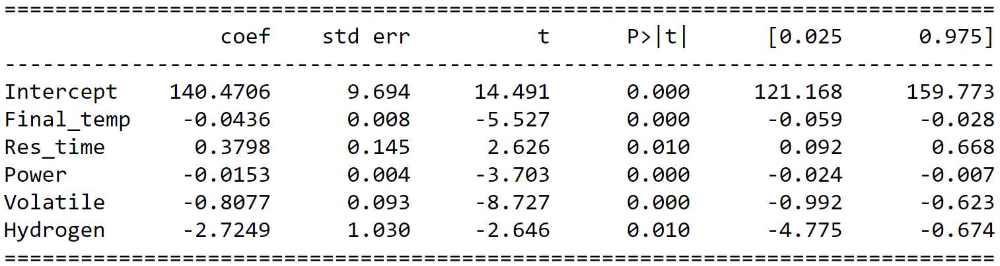 ==============================================================================
                 coef    std err          t      P>|t|      [0.025      0.975]
------------------------------------------------------------------------------
Intercept    140.4706      9.694     14.491      0.000     121.168     159.773
Final_temp    -0.0436      0.008     -5.527      0.000      -0.059      -0.028
Res_time       0.3798      0.145      2.626      0.010       0.092       0.668
Power         -0.0153      0.004     -3.703      0.000      -0.024      -0.007
Volatile      -0.8077      0.093     -8.727      0.000      -0.992      -0.623
Hydrogen      -2.7249      1.030     -2.646      0.010      -4.775      -0.674
==============================================================================